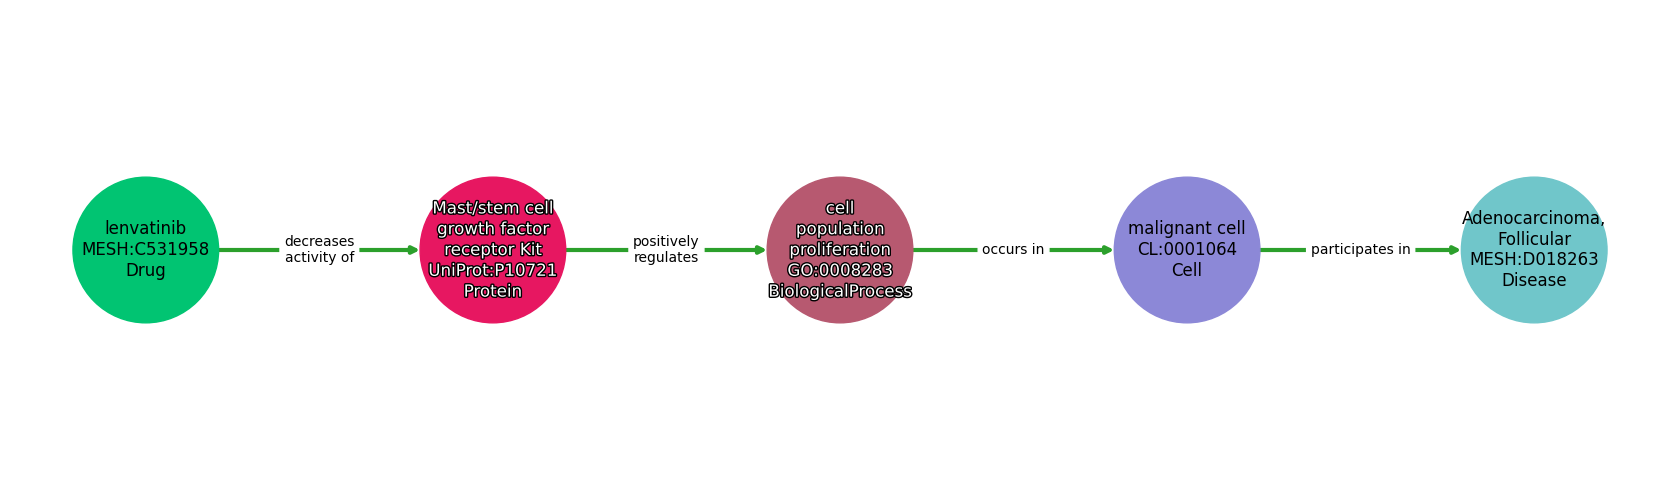 lenvatinib
MESH:C531958
Drug
decreases
activity of
Mast/stem cell
growth factor
receptor Kit
UniProt:P10721
Protein
positively
regulates
cell
population
proliferation
GO:0008283
BiologicalProcess
occurs in
malignant cell
CL:0001064
Cell
participates in
Adenocarcinoma,
Follicular
MESH:D018263
Disease